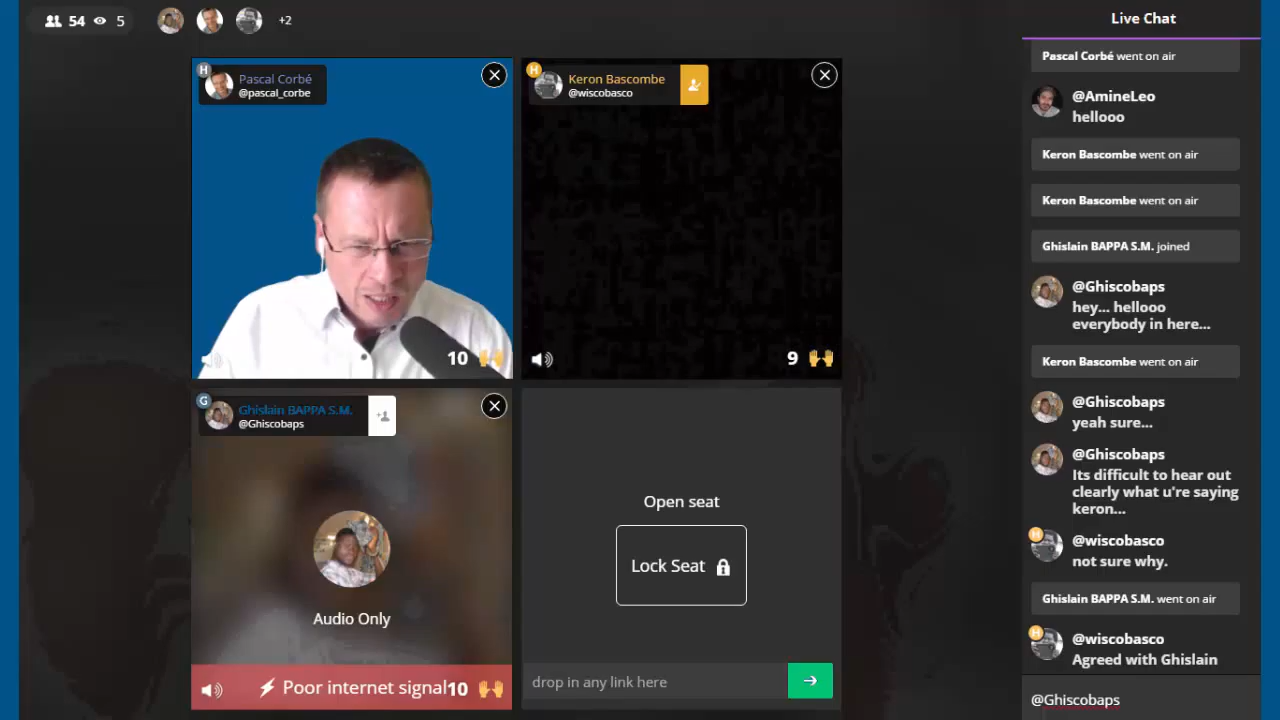 54 5 +2
Live Chat
H Pascal Corbé
@pascal_corbe
10
H Keron Bascombe
@wiscobasco
9
G Ghislain BAPPA S.M.
@Ghiscobaps
Audio Only
Poor internet signal 10
Open seat
Lock Seat
drop in any link here
Pascal Corbé went on air
@AmineLeo
hellooo
Keron Bascombe went on air
Keron Bascombe went on air
Ghislain BAPPA S.M. joined
@Ghiscobaps
hey... hellooo
everybody in here...
Keron Bascombe went on air
@Ghiscobaps
yeah sure...
@Ghiscobaps
Its difficult to hear out
clearly what u're saying
keron...
H @wiscobasco
not sure why.
Ghislain BAPPA S.M. went on air
H @wiscobasco
Agreed with Ghislain
@Ghiscobaps